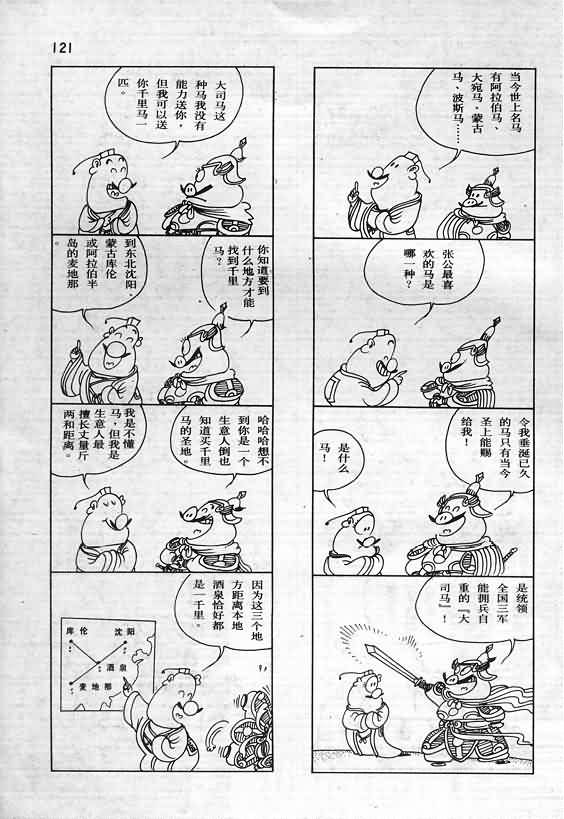 121
当今世上名马
有阿拉伯马、
大宛马、蒙古
马、波斯马……
张公最喜
欢的马是
哪一种？
令我垂涎已久
的马只有当今
圣上能赐
给我！
是什么
马！
是统领
全国三军
能拥兵自
重的『大
司马』！
大司马这
种马我没有
能力送你，
但我可以送
你千里马一
匹。
你知道要到
什么地方才能
找到千里
马？
到东北沈阳、
蒙古库伦
或阿拉伯半
岛的麦地那。
哈哈哈想不
到你是一个
生意人倒也
知道买千里
马的圣地。
我是不懂
马，但我是
生意人最
擅长丈量斤
两和距离。
因为这三个地
方距离本地
酒泉恰好都
是一千里。
库伦
沈阳
酒泉
麦地那